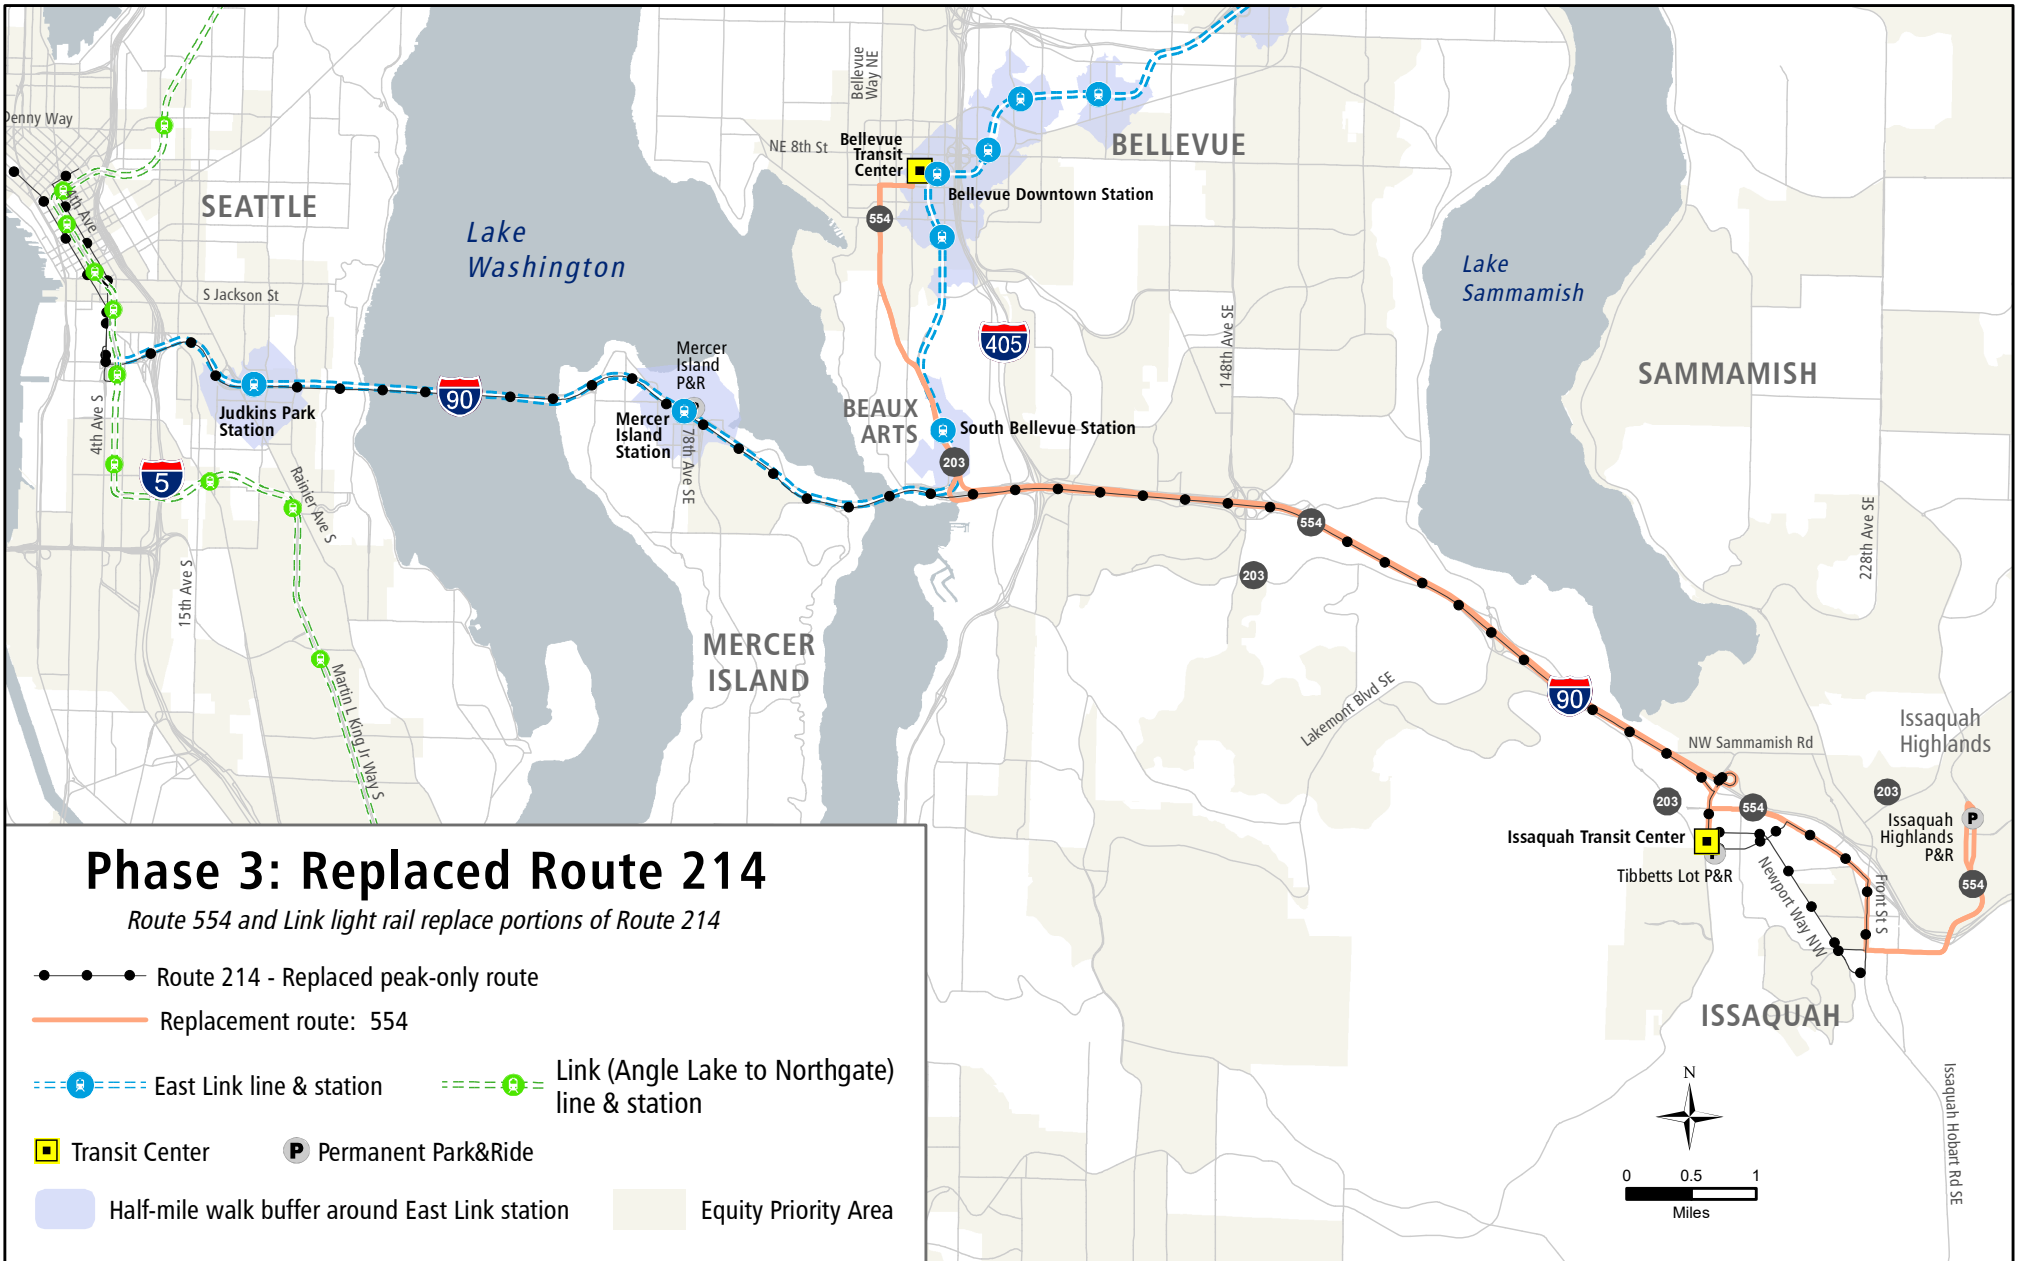 Denny Way
4th Ave
SEATTLE
S Jackson St
Lake
Washington
Bellevue
Way NE
NE 8th St
Bellevue
Transit
Center
BELLEVUE
Bellevue Downtown Station
554
405
148th Ave SE
Lake
Sammamish
SAMMAMISH
Judkins Park
Station
90
Mercer
Island
P&R
Mercer
Island
Station
78th Ave SE
BEAUX
ARTS
South Bellevue Station
203
4th Ave S
5
Rainier Ave S
15th Ave S
Martin L King Jr Way S
MERCER
ISLAND
554
203
228th Ave SE
Lakemont Blvd SE
90
NW Sammamish Rd
Issaquah
Highlands
203
554
203
Issaquah
Highlands
P&R
P
554
Issaquah Transit Center
Tibbetts Lot P&R
Newport Way NW
Front St S
ISSAQUAH
Issaquah Hobart Rd SE
N
0 0.5 1
Miles
Phase 3: Replaced Route 214
Route 554 and Link light rail replace portions of Route 214
Route 214 - Replaced peak-only route
Replacement route: 554
East Link line & station
Link (Angle Lake to Northgate)
line & station
Transit Center
P Permanent Park&Ride
Half-mile walk buffer around East Link station
Equity Priority Area